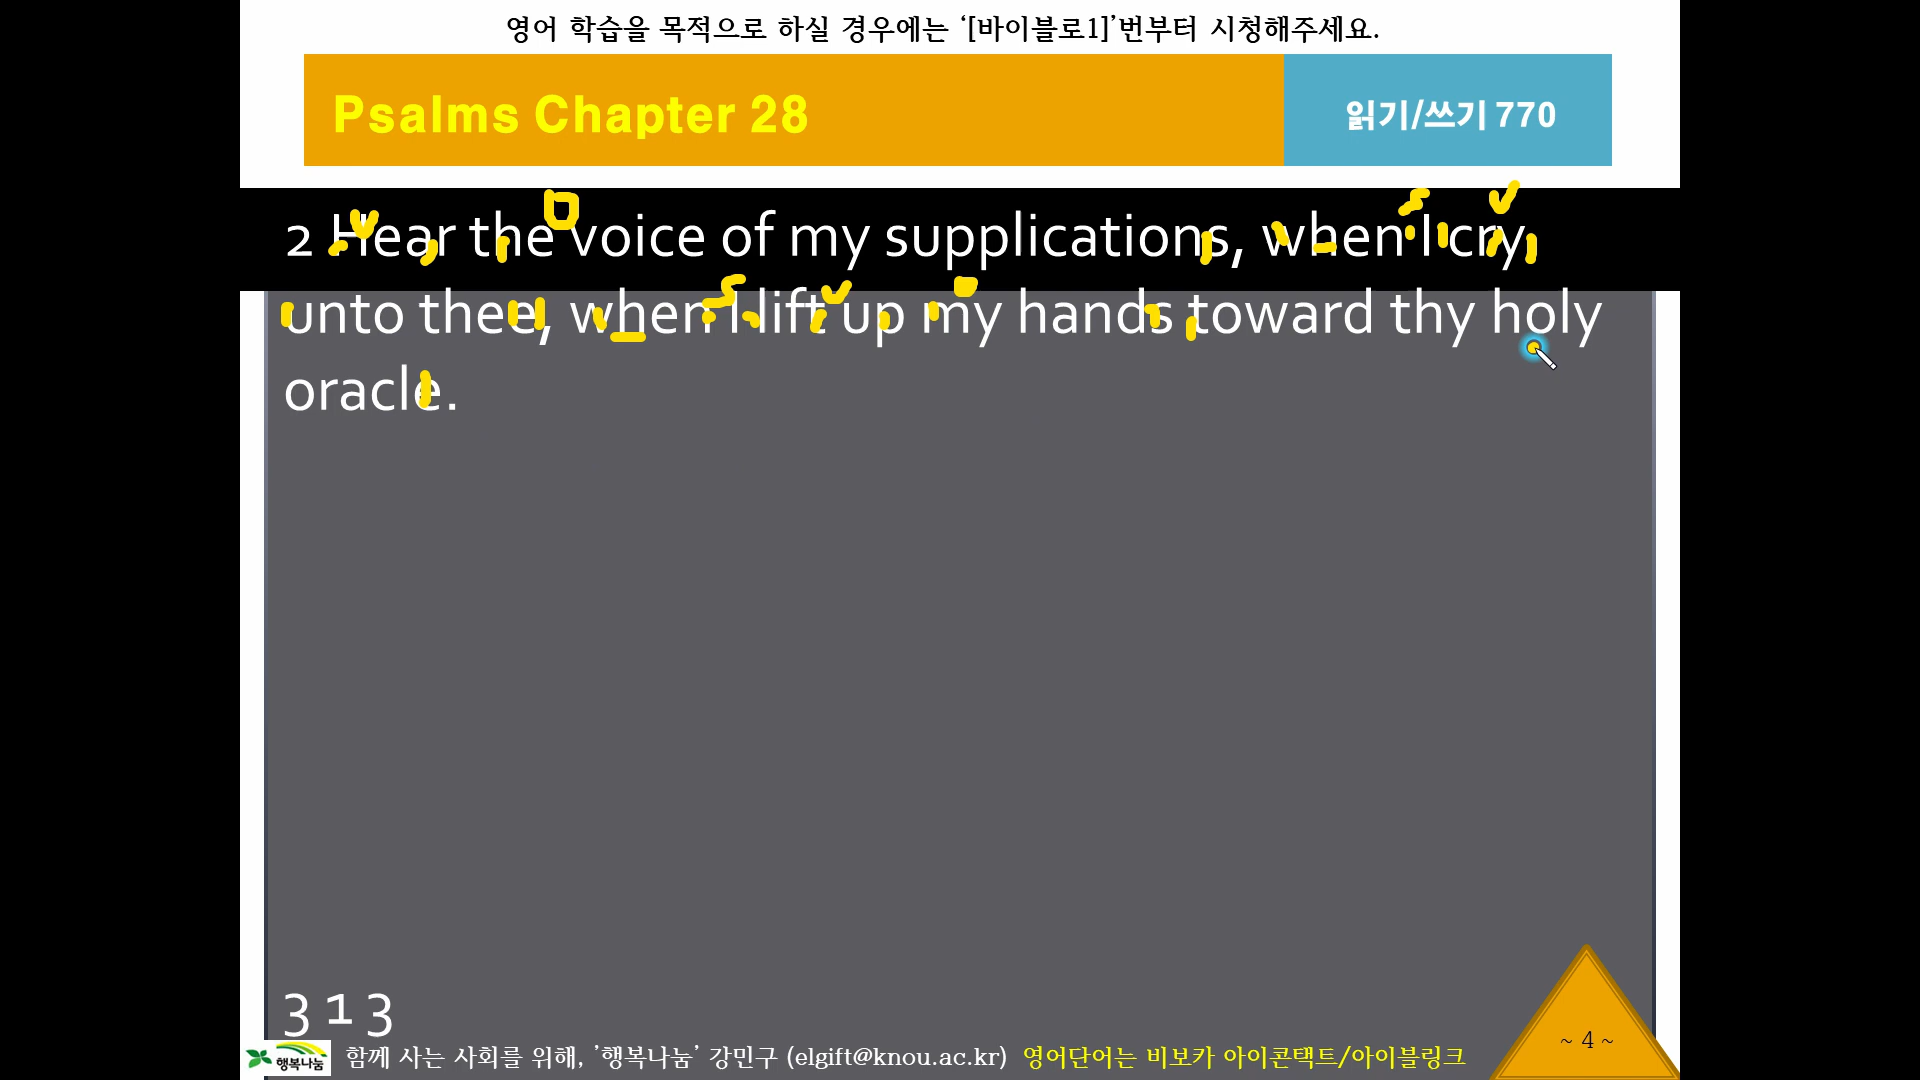 영어 학습을 목적으로 하실 경우에는 ‘[바이블로1]’번부터 시청해주세요.
Psalms Chapter 28
읽기/쓰기 770
2 Hear the voice of my supplications, when I cry
unto thee, when I lift up my hands toward thy holy
oracle.
3 1 3
행복나눔
함께 사는 사회를 위해, ’행복나눔’ 강민구 (elgift@knou.ac.kr) 영어단어는 비보카 아이콘택트/아이블링크
~ 4 ~